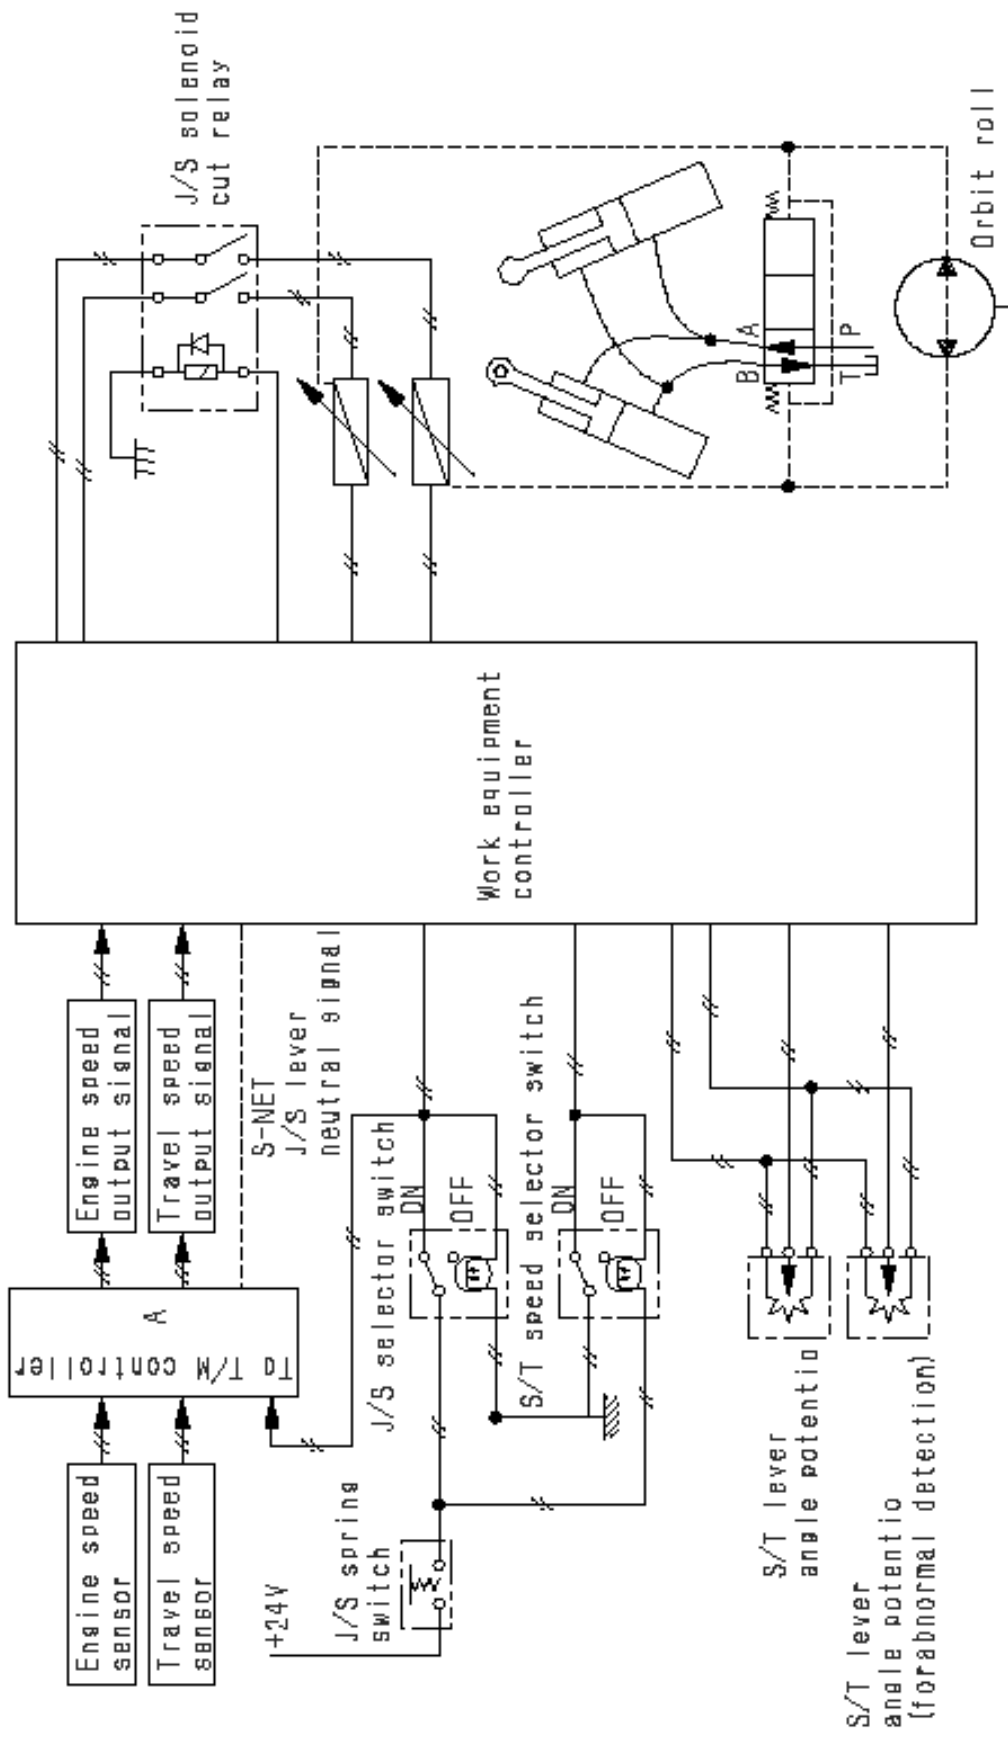 Engine speed
sensor
Travel speed
sensor
+24V
J/S spring
switch
To T/M controller
A
Engine speed
output signal
Travel speed
output signal
S-NET
J/S lever
neutral signal
J/S selector switch
ON
OFF
S/T speed selector switch
ON
OFF
S/T lever
angle potentio
S/T lever
angle potentio
(forabnormal detection)
Work equipment
controller
J/S solenoid
cut relay
B
A
T
P
Orbit roll